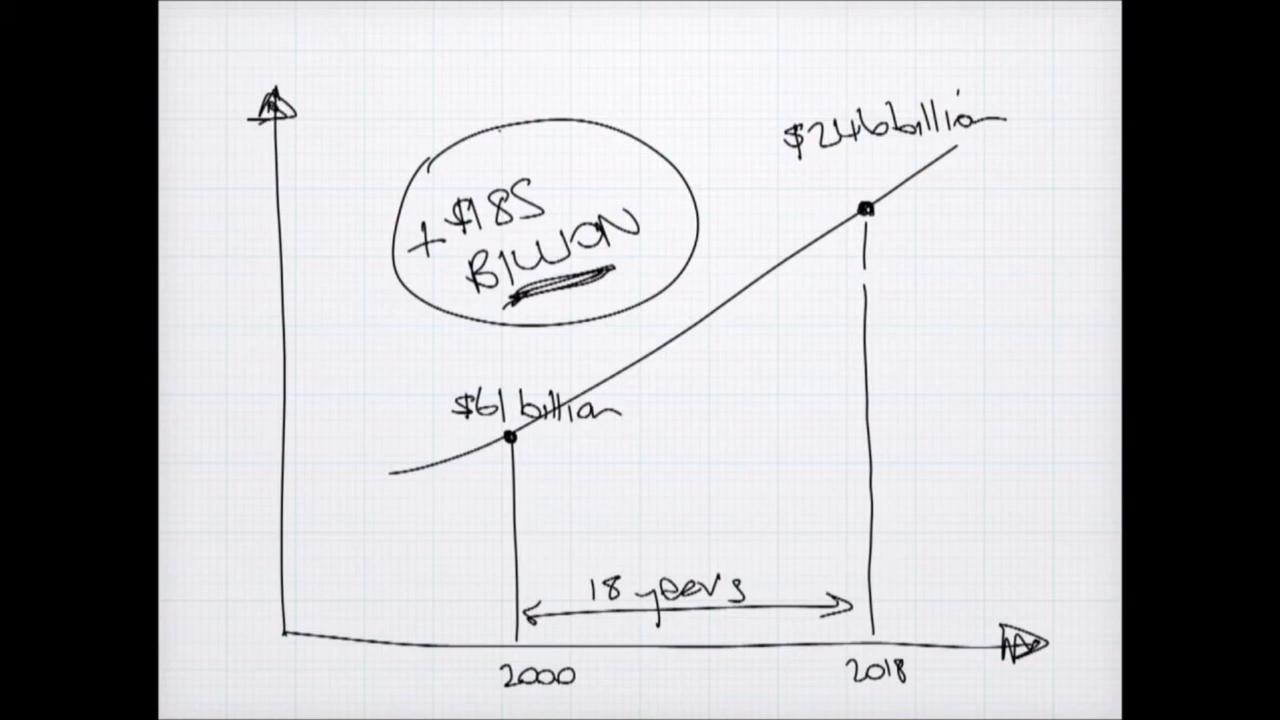 $246billion
+ $185
BILLION
$61 billion
18 years
2000
2018